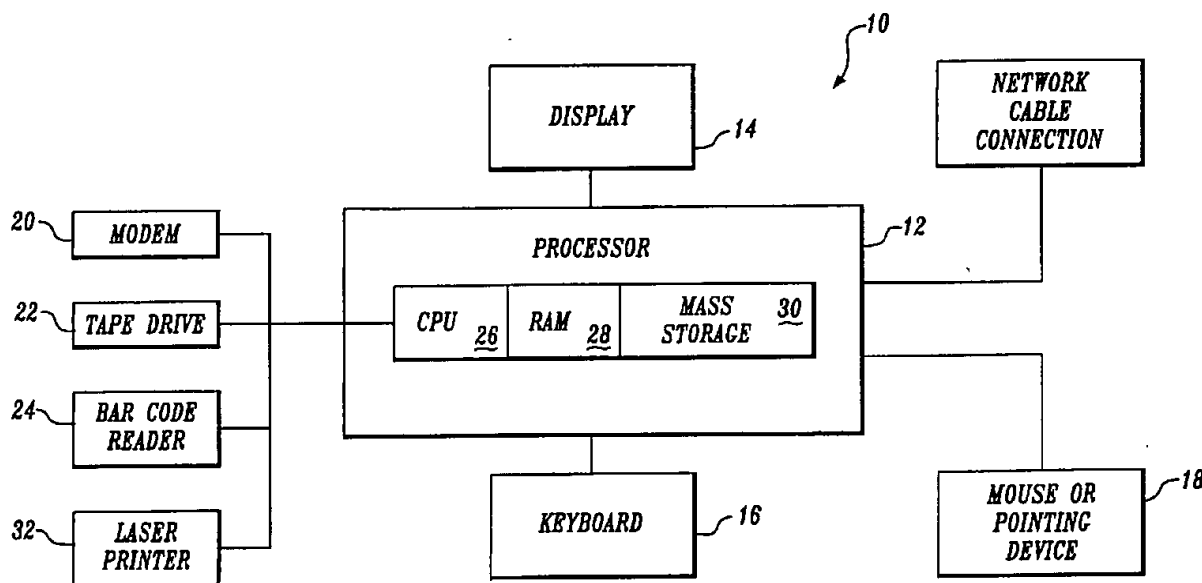 10
DISPLAY
14
NETWORK
CABLE
CONNECTION
20
MODEM
22
TAPE DRIVE
24
BAR CODE
READER
32
LASER
PRINTER
PROCESSOR
12
CPU 26
RAM 28
MASS
STORAGE
30
KEYBOARD
16
MOUSE OR
POINTING
DEVICE
18